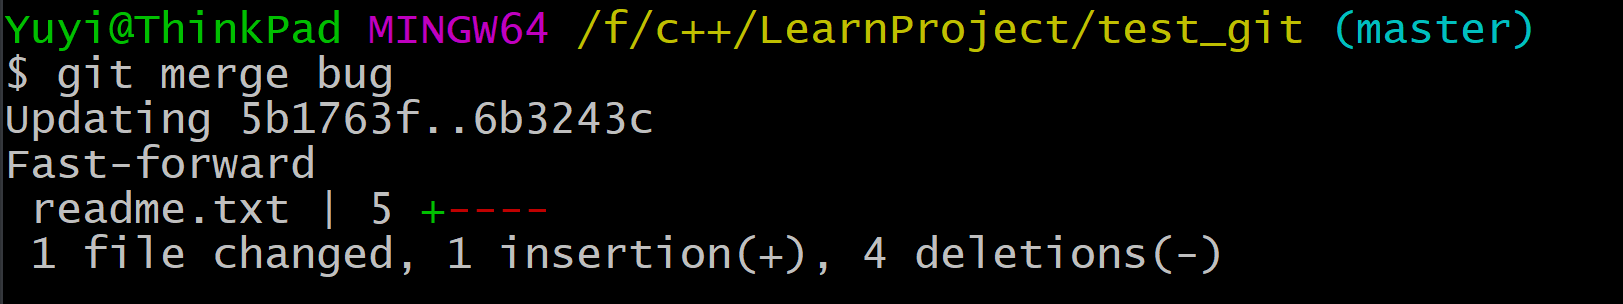 Yuyi@ThinkPad MINGW64 /f/c++/LearnProject/test_git (master)
$ git merge bug
Updating 5b1763f..6b3243c
Fast-forward
 readme.txt | 5 +----
 1 file changed, 1 insertion(+), 4 deletions(-)